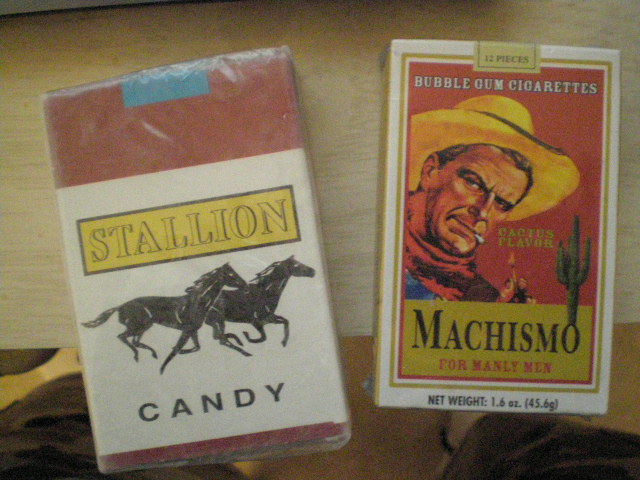 STALLION
CANDY
12 PIECES
BUBBLE GUM CIGARETTES
CACTUS
FLAVOR
MACHISMO
FOR MANLY MEN
NET WEIGHT: 1.6 oz. (45.6g)